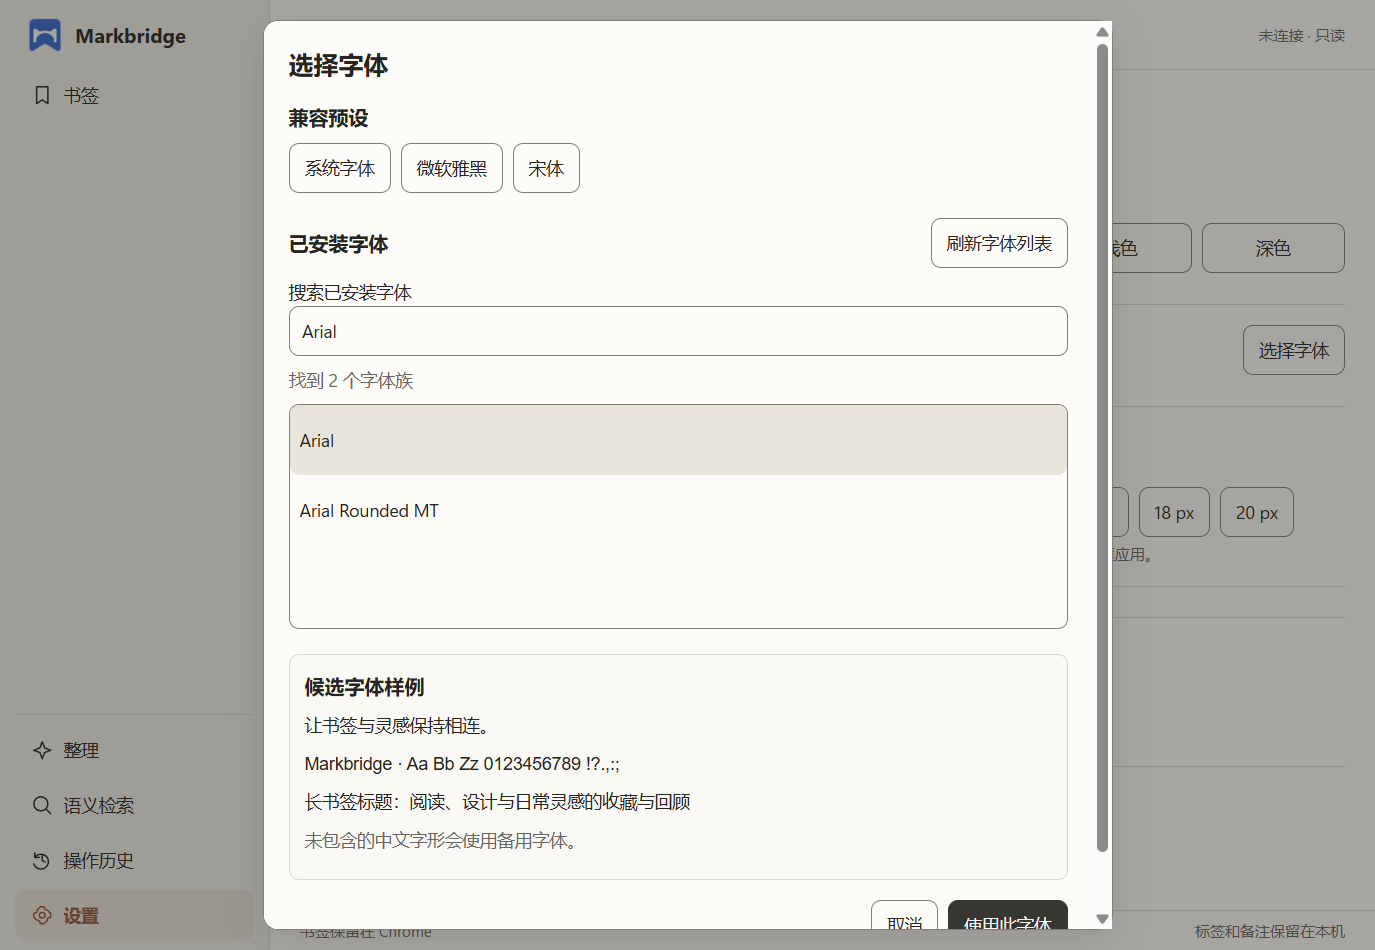 Markbridge
未连接 · 只读
书签
选择字体
兼容预设
系统字体
微软雅黑
宋体
已安装字体
刷新字体列表
搜索已安装字体
Arial
找到 2 个字体族
Arial
Arial Rounded MT
候选字体样例
让书签与灵感保持相连。
Markbridge · Aa Bb Zz 0123456789 !?.,:;
长书签标题：阅读、设计与日常灵感的收藏与回顾
未包含的中文字形会使用备用字体。
取消
使用此字体
浅色
深色
选择字体
18 px
20 px
应用。
整理
语义检索
操作历史
设置
书签保留在 Chrome
标签和备注保留在本机